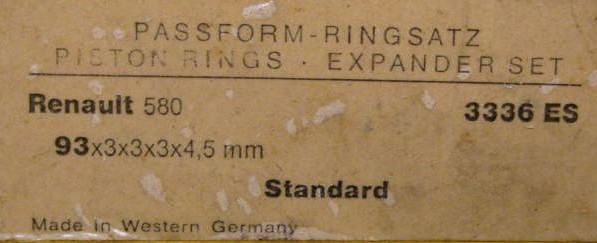 PASSFORM-RINGSATZ
PISTON RINGS · EXPANDER SET
Renault 580 3336 ES
93x3x3x3x4,5 mm
Standard
Made in Western Germany